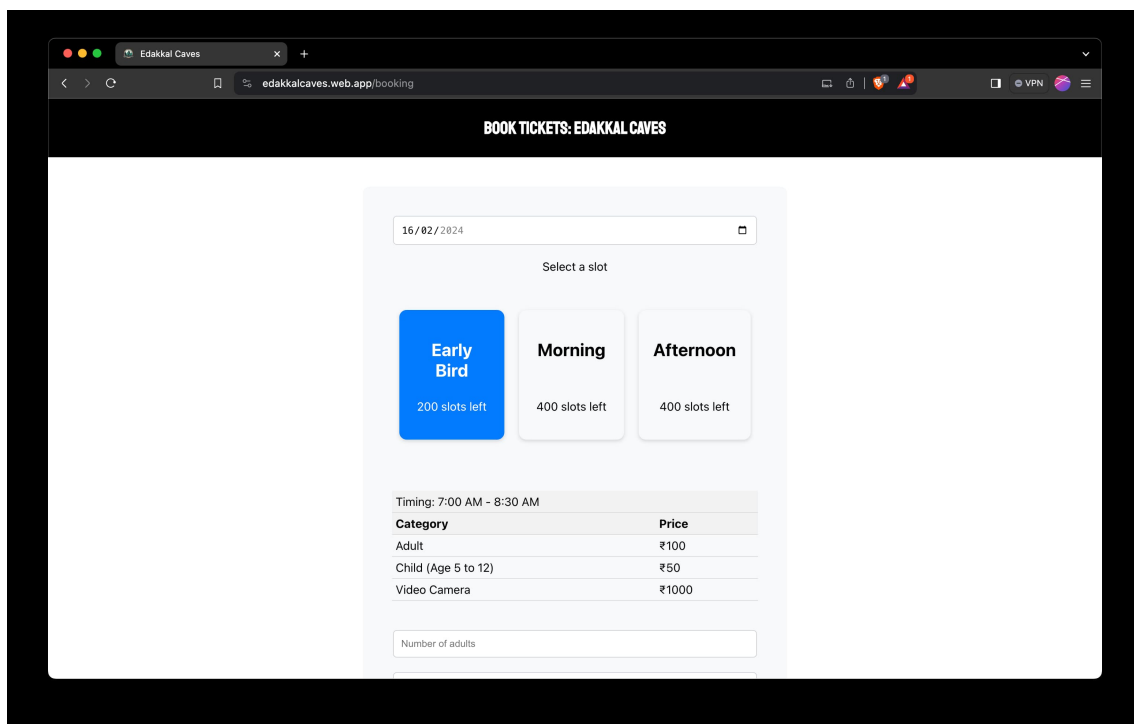 Edakkal Caves
edakkalcaves.web.app/booking
1
VPN
BOOK TICKETS: EDAKKAL CAVES
16/02/2024
Select a slot
Early
Bird
200 slots left
Morning
400 slots left
Afternoon
400 slots left
Timing: 7:00 AM - 8:30 AM
Category Price
Adult ₹100
Child (Age 5 to 12) ₹50
Video Camera ₹1000
Number of adults